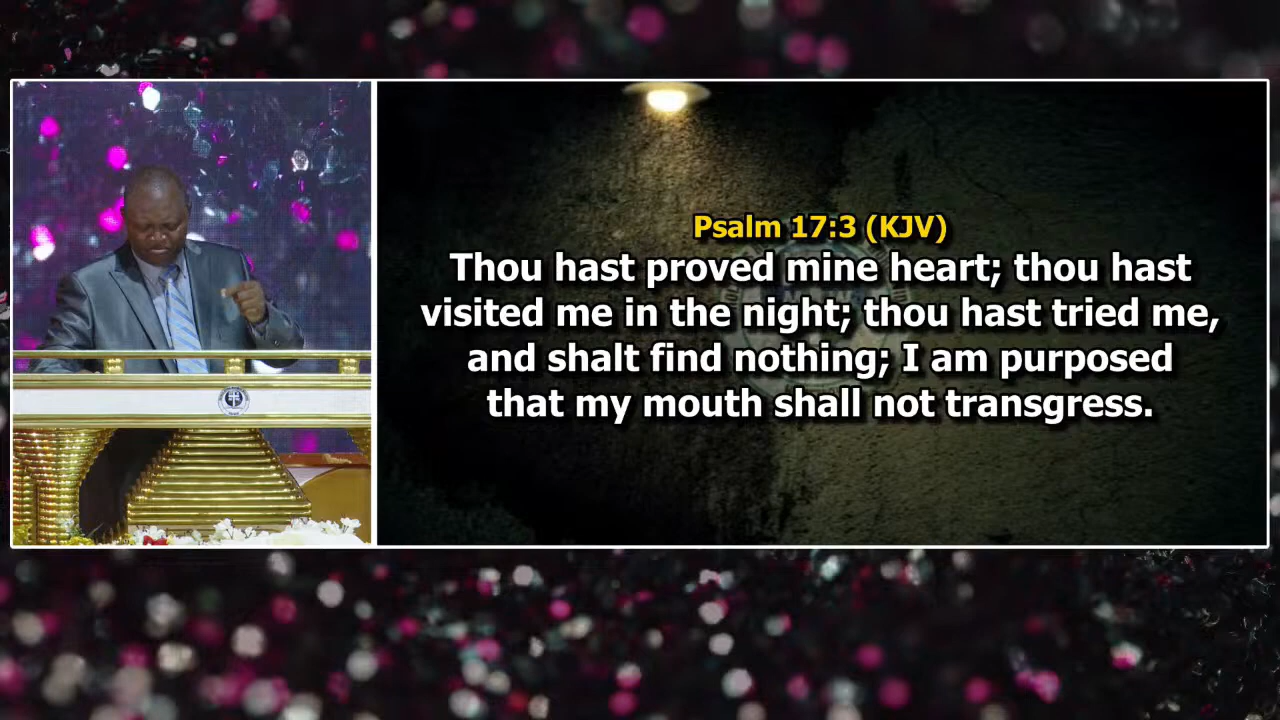 Psalm 17:3 (KJV)
Thou hast proved mine heart; thou hast
visited me in the night; thou hast tried me,
and shalt find nothing; I am purposed
that my mouth shall not transgress.